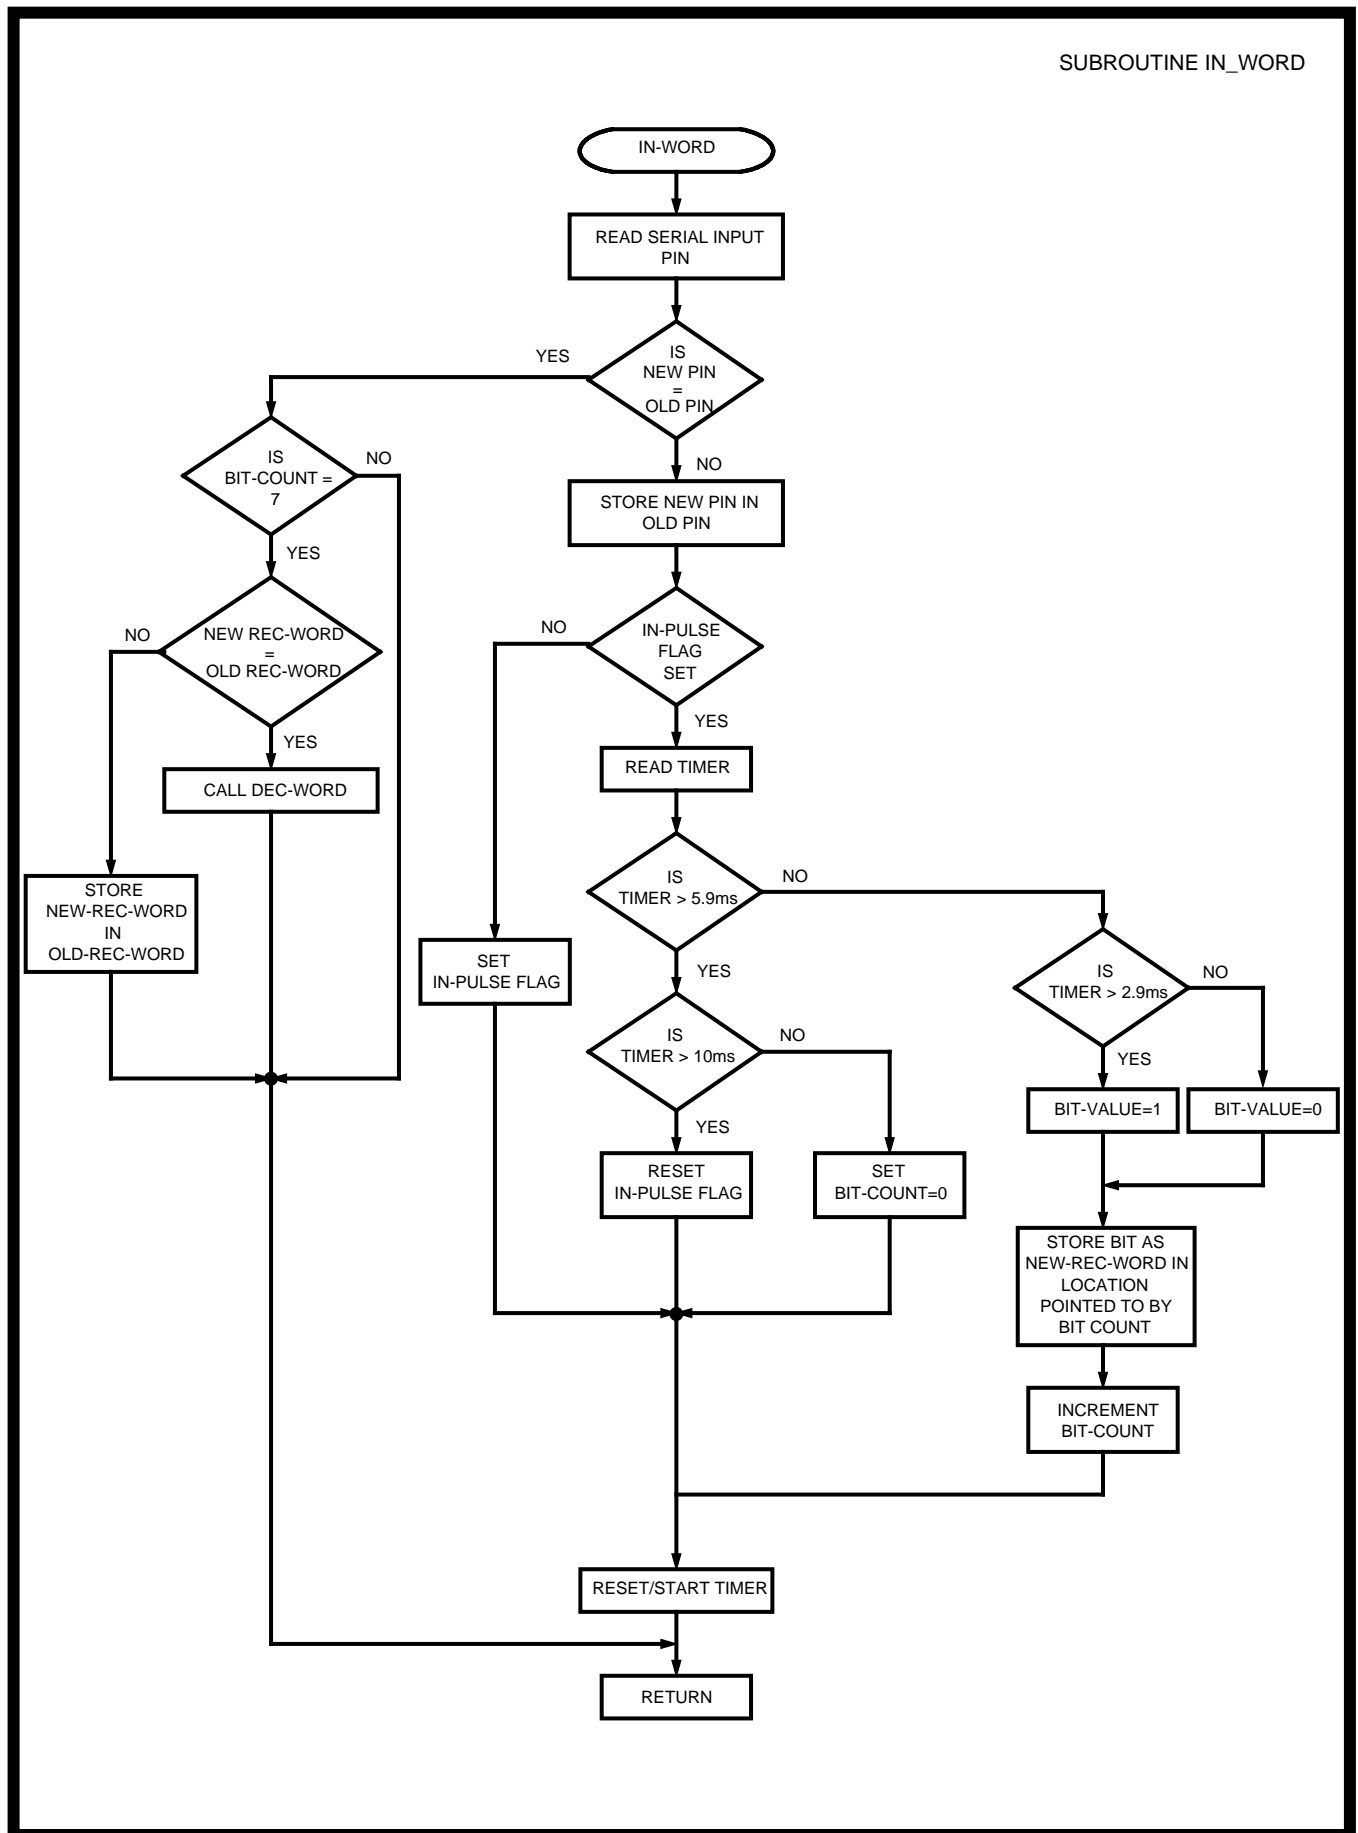 SUBROUTINE IN_WORD
IN-WORD
READ SERIAL INPUT
PIN
IS
NEW PIN
=
OLD PIN
YES
NO
IS
BIT-COUNT =
7
NO
YES
STORE NEW PIN IN
OLD PIN
NEW REC-WORD
=
OLD REC-WORD
NO
YES
IN-PULSE
FLAG
SET
NO
YES
CALL DEC-WORD
READ TIMER
STORE
NEW-REC-WORD
IN
OLD-REC-WORD
IS
TIMER > 5.9ms
NO
YES
SET
IN-PULSE FLAG
IS
TIMER > 10ms
NO
YES
IS
TIMER > 2.9ms
NO
YES
BIT-VALUE=1
BIT-VALUE=0
RESET
IN-PULSE FLAG
SET
BIT-COUNT=0
STORE BIT AS
NEW-REC-WORD IN
LOCATION
POINTED TO BY
BIT COUNT
INCREMENT
BIT-COUNT
RESET/START TIMER
RETURN